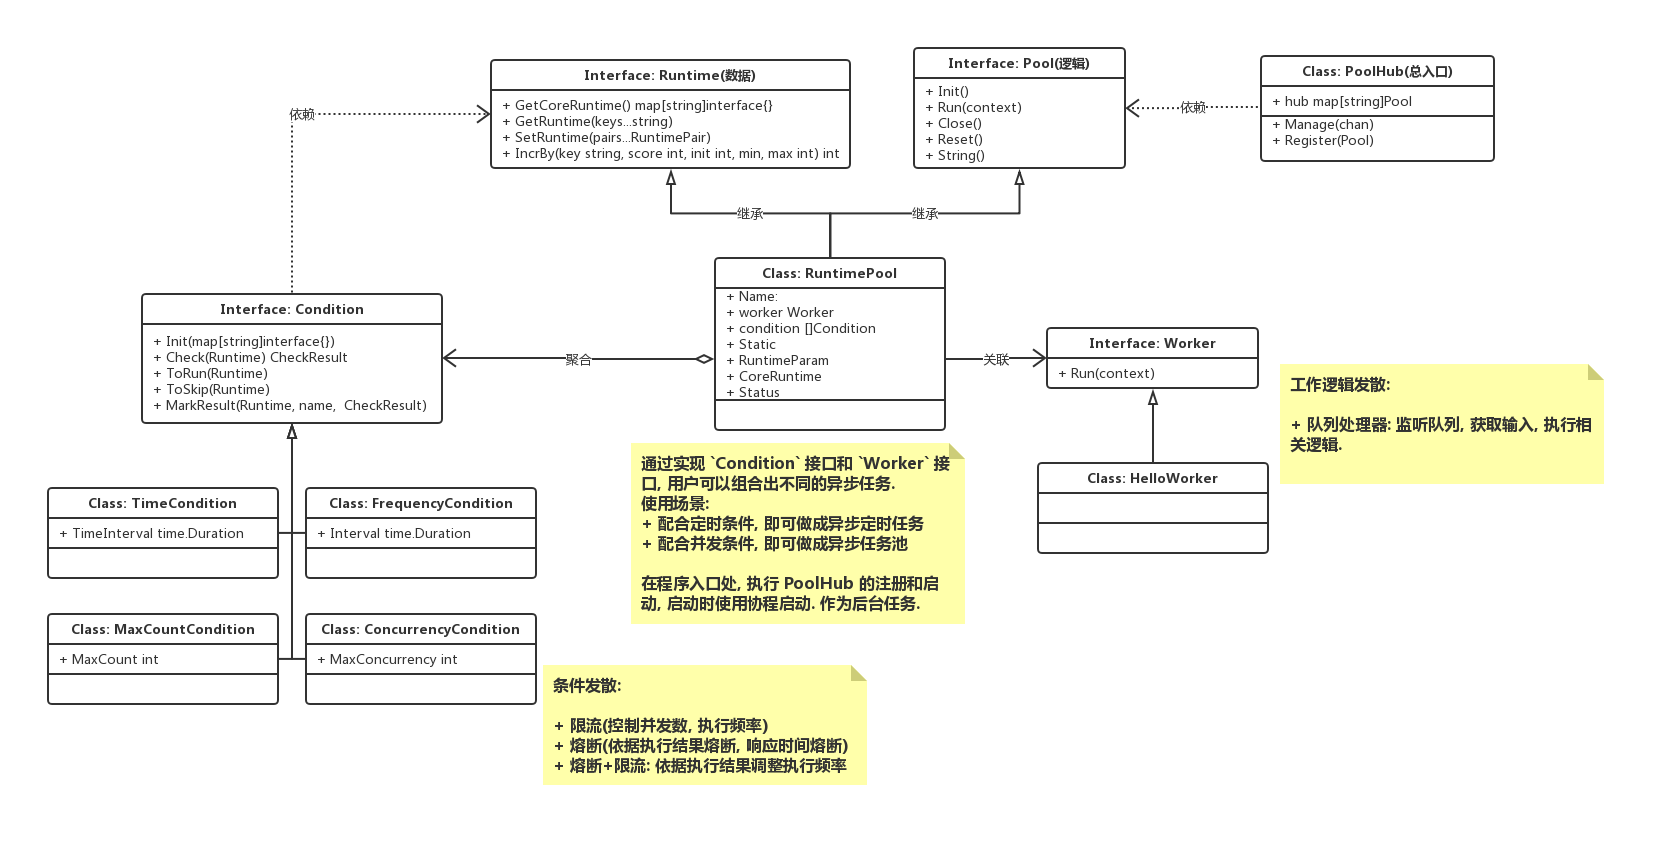 Interface: Runtime(数据)
+ GetCoreRuntime() map[string]interface{}
+ GetRuntime(keys...string)
+ SetRuntime(pairs...RuntimePair)
+ IncrBy(key string, score int, init int, min, max int) int
Interface: Pool(逻辑)
+ Init()
+ Run(context)
+ Close()
+ Reset()
+ String()
Class: PoolHub(总入口)
+ hub map[string]Pool
+ Manage(chan)
+ Register(Pool)
依赖
依赖
继承
继承
Class: RuntimePool
+ Name:
+ worker Worker
+ condition []Condition
+ Static
+ RuntimeParam
+ CoreRuntime
+ Status
Interface: Condition
+ Init(map[string]interface{})
+ Check(Runtime) CheckResult
+ ToRun(Runtime)
+ ToSkip(Runtime)
+ MarkResult(Runtime, name,  CheckResult)
聚合
关联
Interface: Worker
+ Run(context)
工作逻辑发散:
+ 队列处理器: 监听队列, 获取输入, 执行相
关逻辑.
Class: HelloWorker
通过实现 `Condition` 接口和 `Worker` 接
口, 用户可以组合出不同的异步任务.
使用场景:
+ 配合定时条件, 即可做成异步定时任务
+ 配合并发条件, 即可做成异步任务池
在程序入口处, 执行 PoolHub 的注册和启
动, 启动时使用协程启动. 作为后台任务.
Class: TimeCondition
+ TimeInterval time.Duration
Class: FrequencyCondition
+ Interval time.Duration
Class: MaxCountCondition
+ MaxCount int
Class: ConcurrencyCondition
+ MaxConcurrency int
条件发散:
+ 限流(控制并发数, 执行频率)
+ 熔断(依据执行结果熔断, 响应时间熔断)
+ 熔断+限流: 依据执行结果调整执行频率